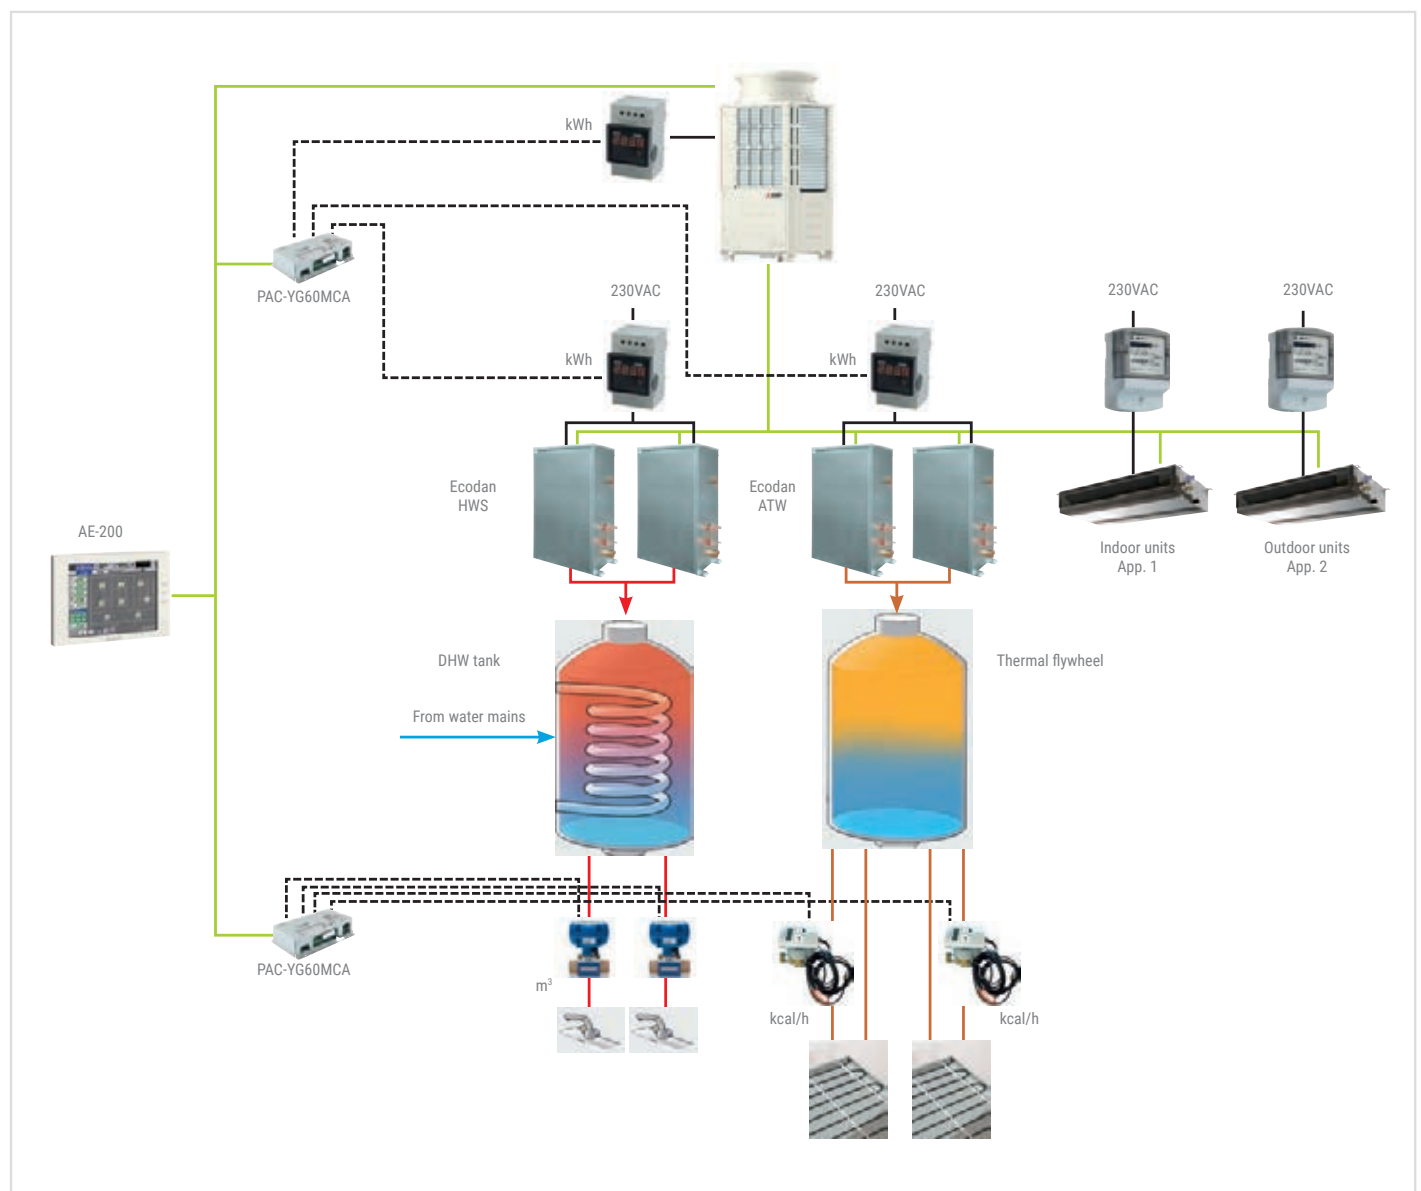 kWh
PAC-YG60MCA
230VAC
230VAC
230VAC
230VAC
kWh
kWh
Ecodan
HWS
Ecodan
ATW
AE-200
Indoor units
App. 1
Outdoor units
App. 2
DHW tank
Thermal flywheel
From water mains
PAC-YG60MCA
m³
kcal/h
kcal/h